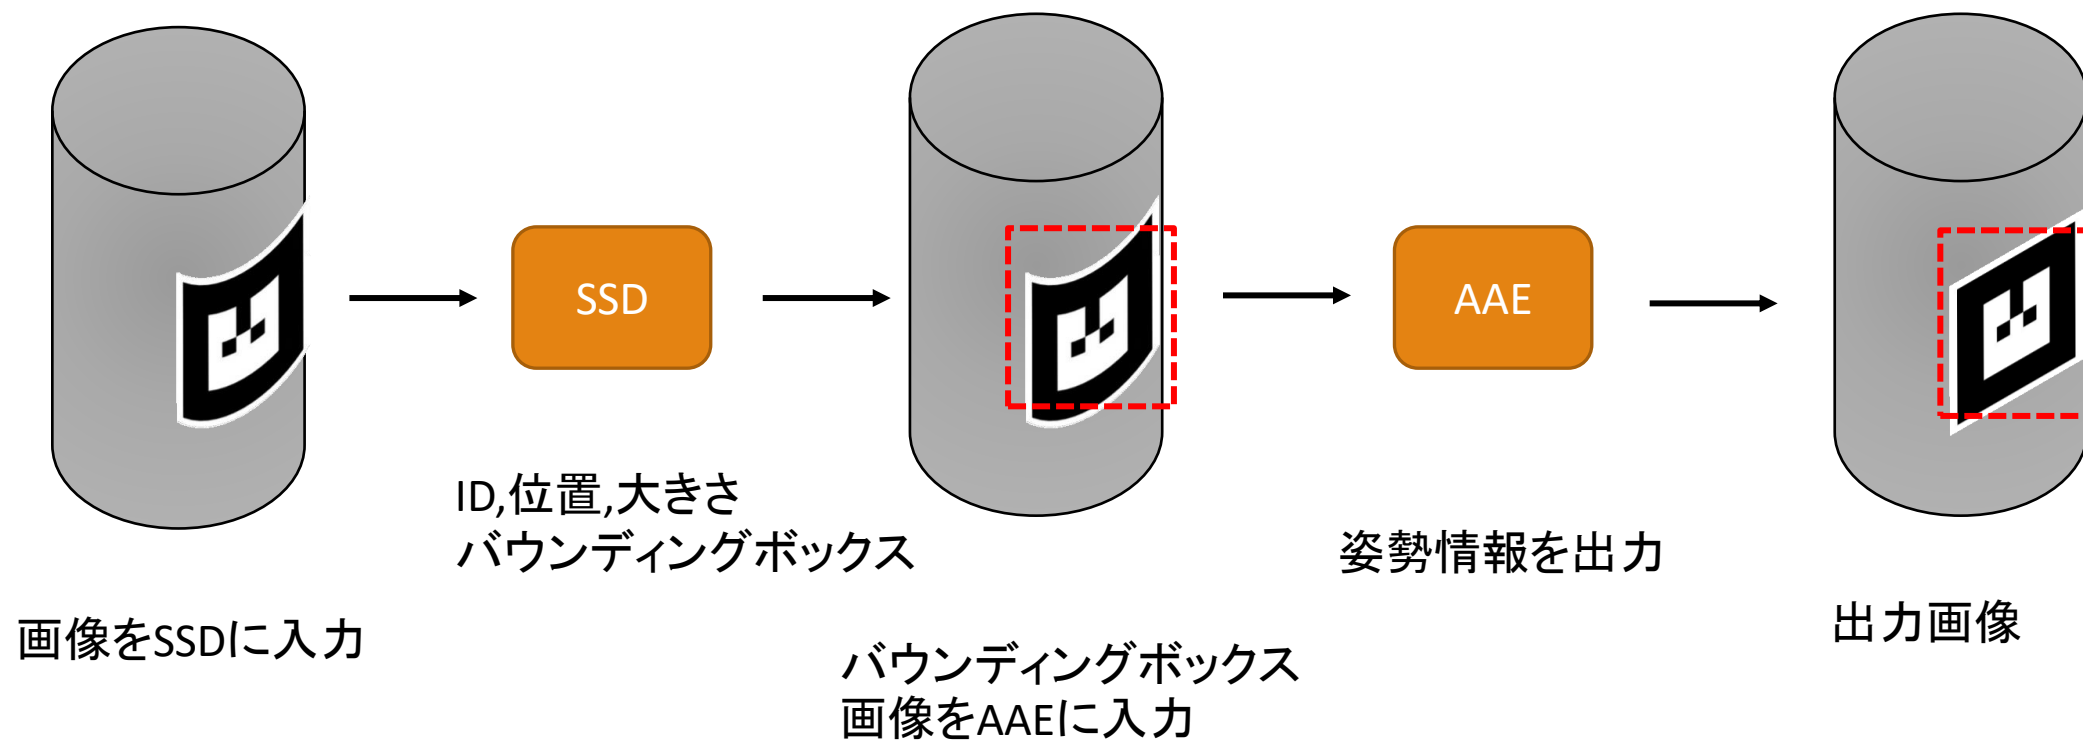 SSD
AAE
ID,位置,大きさ
バウンディングボックス
姿勢情報を出力
画像をSSDに入力
出力画像
バウンディングボックス
画像をAAEに入力